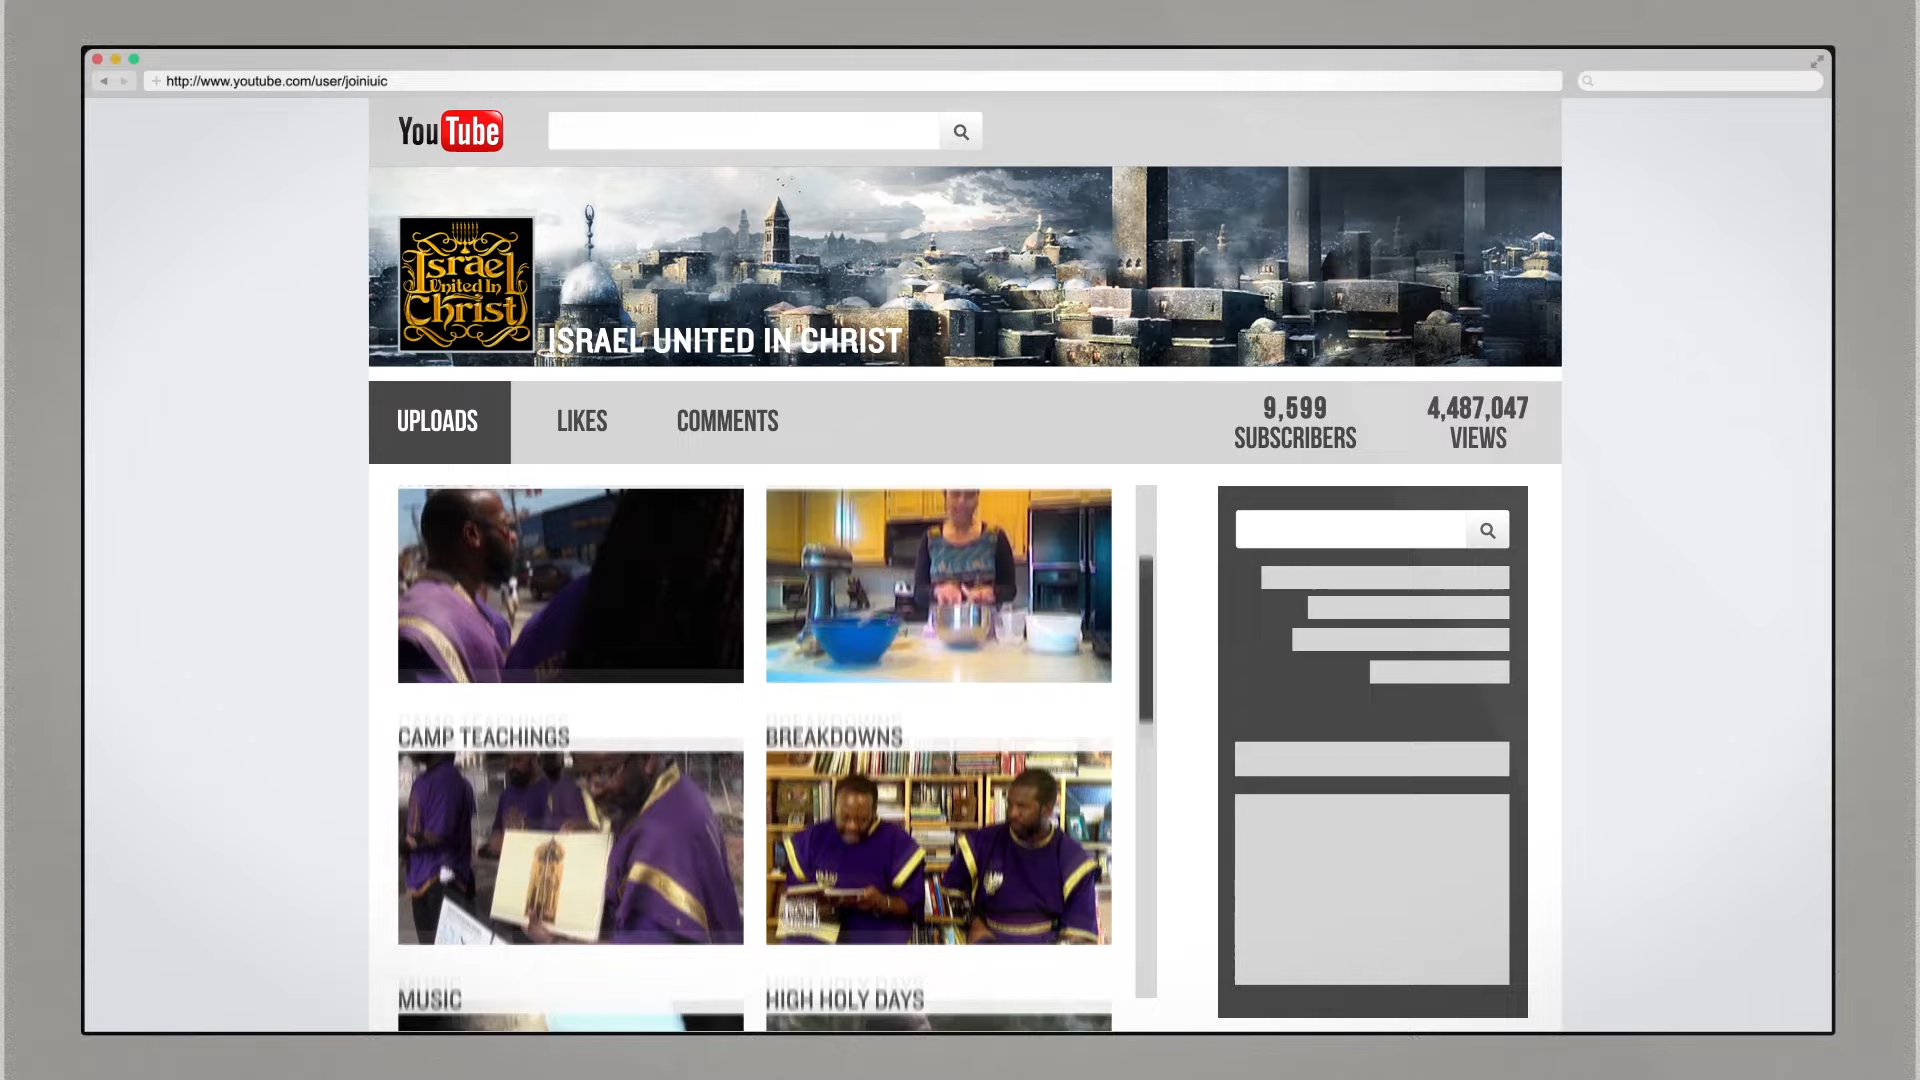 http://www.youtube.com/user/joiniuic
YouTube
Israel
United In
Christ
ISRAEL UNITED IN CHRIST
UPLOADS
LIKES
COMMENTS
9,599
SUBSCRIBERS
4,487,047
VIEWS
CAMP TEACHINGS
BREAKDOWNS
MUSIC
HIGH HOLY DAYS